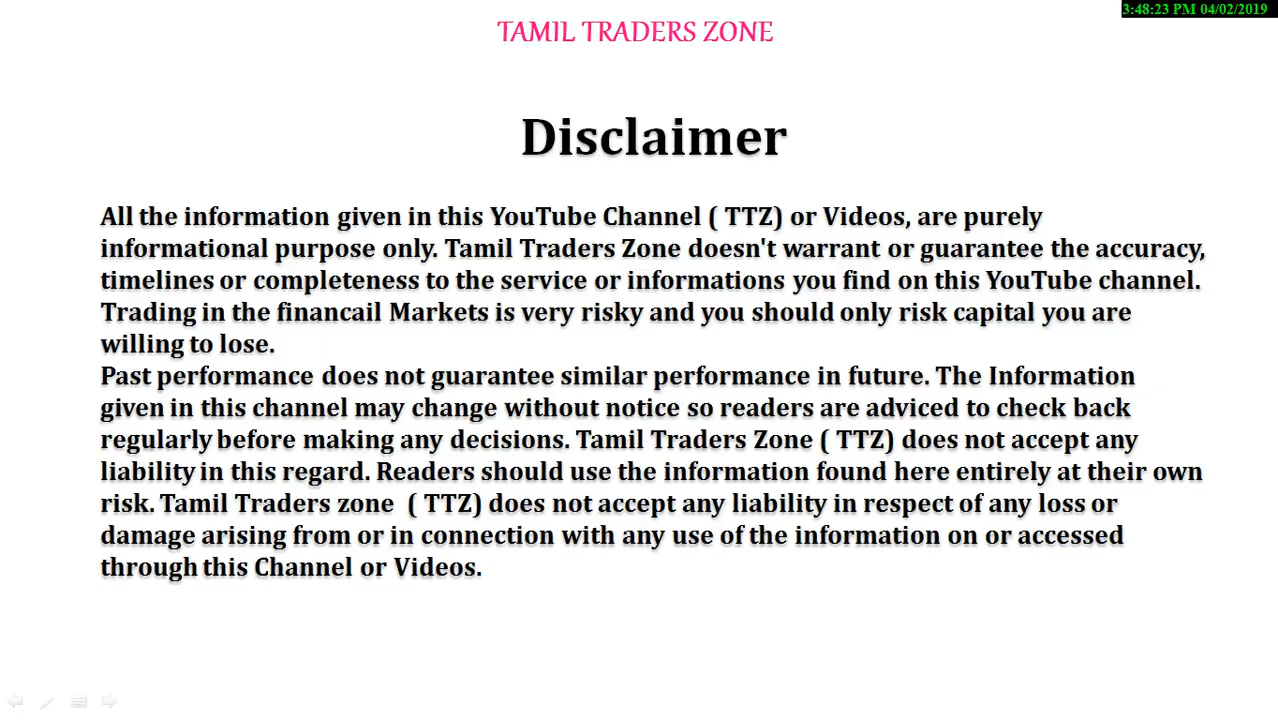 3:48:23 PM 04/02/2019
TAMIL TRADERS ZONE
Disclaimer
All the information given in this YouTube Channel ( TTZ) or Videos, are purely
informational purpose only. Tamil Traders Zone doesn't warrant or guarantee the accuracy,
timelines or completeness to the service or informations you find on this YouTube channel.
Trading in the financail Markets is very risky and you should only risk capital you are
willing to lose.
Past performance does not guarantee similar performance in future. The Information
given in this channel may change without notice so readers are adviced to check back
regularly before making any decisions. Tamil Traders Zone ( TTZ) does not accept any
liability in this regard. Readers should use the information found here entirely at their own
risk. Tamil Traders zone  ( TTZ) does not accept any liability in respect of any loss or
damage arising from or in connection with any use of the information on or accessed
through this Channel or Videos.